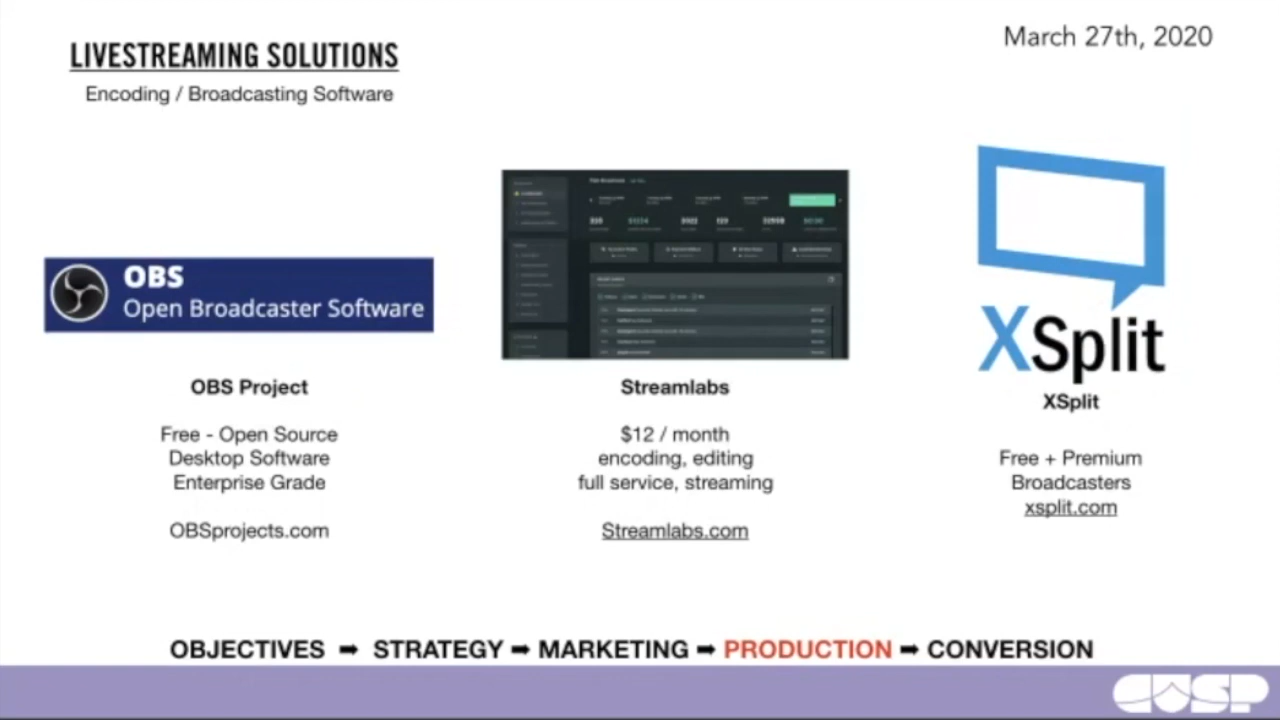 LIVESTREAMING SOLUTIONS
Encoding / Broadcasting Software
March 27th, 2020
OBS
Open Broadcaster Software
OBS Project
Free - Open Source
Desktop Software
Enterprise Grade
OBSprojects.com
Streamlabs
$12 / month
encoding, editing
full service, streaming
Streamlabs.com
XSplit
XSplit
Free + Premium
Broadcasters
xsplit.com
OBJECTIVES ➡ STRATEGY ➡ MARKETING ➡ PRODUCTION ➡ CONVERSION
CUSP